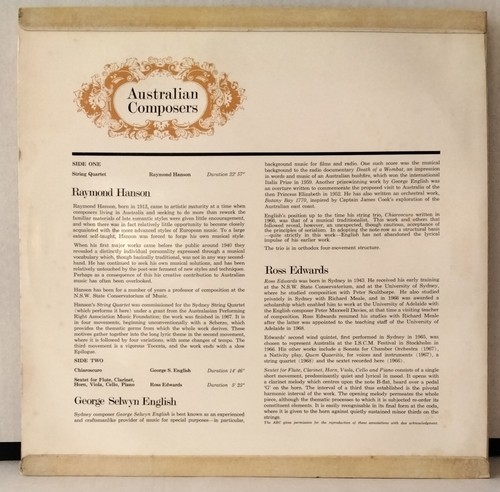 Australian
Composers
SIDE ONE
String Quartet Raymond Hanson Duration 22' 57"
Raymond Hanson
Raymond Hanson, born in 1913, came to artistic maturity at a time when
composers living in Australia and seeking to do more than rework the
familiar materials of late romantic styles were given little encouragement,
and when there was in fact relatively little opportunity to become closely
acquainted with the more advanced styles of European music. To a large
extent self-taught, Hanson was forced to forge his own musical style.
When his first major works came before the public around 1940 they
revealed a distinctly individual personality expressed through a musical
vocabulary which, though basically traditional, was not in any way second-
hand. He has continued to seek his own musical solutions, and has been
relatively untouched by the post-war ferment of new styles and techniques.
Perhaps as a consequence of this his creative contribution to Australian
music has often been overlooked.
Hanson has been for a number of years a professor of composition at the
N.S.W. State Conservatorium of Music.
Hanson's String Quartet was commissioned for the Sydney String Quartet
(which performs it here) under a grant from the Australasian Performing
Right Association Music Foundation; the work was finished in 1967. It is
in four movements, beginning unconventionally with a Scherzo, which
provides the thematic germs from which the whole work derives. These
motives gather together into the long lyric theme in the second movement,
where it is followed by four variations, with some changes of tempo. The
third movement is a vigorous Toccata, and the work ends with a slow
Epilogue.
SIDE TWO
Chiaroscuro George S. English Duration 14' 46"
Sextet for Flute, Clarinet,
Horn, Viola, Cello, Piano Ross Edwards Duration 5' 25"
George Selwyn English
Sydney composer George Selwyn English is best known as an experienced
and craftsmanlike provider of music for special purposes—in particular,
background music for films and radio. One such score was the musical
background to the radio documentary Death of a Wombat, an impression
in words and music of an Australian bushfire, which won the international
Italia Prize in 1959. Another prizewinning work by George English was
an overture written to commemorate the proposed visit to Australia of the
then Princess Elizabeth in 1952. He has also written an orchestral work,
Botany Bay 1770, inspired by Captain James Cook's exploration of the
Australian east coast.
English's position up to the time his string trio, Chiaroscuro written in
1966, was that of a musical traditionalist. This work and others that
followed reveal, however, an unexpected, though cautious, acceptance of
the principles of serialism. In adopting the note-row as a structural basis
—quite strictly in this work—English has not abandoned the lyrical
impulse of his earlier work.
The trio is in orthodox four-movement structure.
Ross Edwards
Ross Edwards was born in Sydney in 1943. He received his early training
at the N.S.W. State Conservatorium, and at the University of Sydney,
where he studied composition with Peter Sculthorpe. He also studied
privately in Sydney with Richard Meale, and in 1966 was awarded a
scholarship which enabled him to work at the University of Adelaide with
the English composer Peter Maxwell Davies, at that time a visiting teacher
of composition. Ross Edwards resumed his studies with Richard Meale
after the latter was appointed to the teaching staff of the University of
Adelaide in 1969.
Edwards' second wind quintet, first performed in Sydney in 1965, was
chosen to represent Australia at the I.S.C.M. Festival in Stockholm in
1966. His other works include a Sonata for Chamber Orchestra (1967),
a Nativity play, Quem Quaeritis, for voices and instruments (1967), a
string quartet (1968) and the sextet recorded here (1966).
Sextet for Flute, Clarinet, Horn, Viola, Cello and Piano consists of a single
short movement, predominantly quiet and lyrical in mood. It opens with
a clarinet melody which centres upon the note B-flat, heard over a pedal
'G' on the horn. The interval of a third thus established is the pivotal
harmonic interval of the work. The opening melody permeates the whole
piece, although the thematic processes to which it is subjected re-order its
constituent elements. It is easily recognisable in its final form at the coda,
where it is given to the horn against quietly sustained minor thirds on the
strings.
The ABC gives permission for the reproduction of these annotations with due acknowledgment.